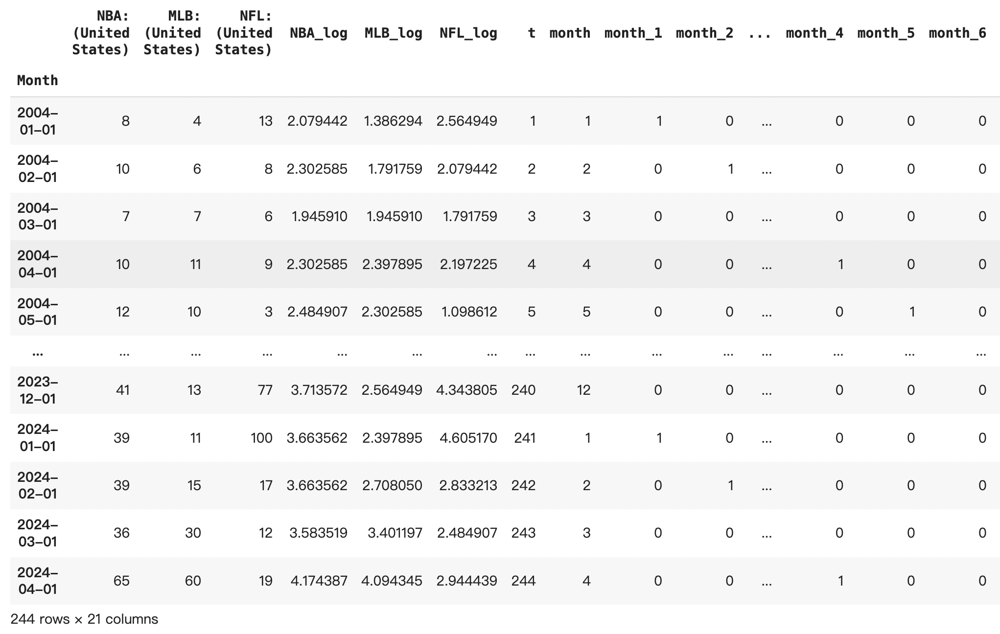 NBA: MLB: NFL:
(United (United (United NBA_log MLB_log NFL_log t month month_1 month_2 ... month_4 month_5 month_6
States) States) States)
Month
2004-
01-01 8 4 13 2.079442 1.386294 2.564949 1 1 1 0 ... 0 0 0
2004-
02-01 10 6 8 2.302585 1.791759 2.079442 2 2 0 1 ... 0 0 0
2004-
03-01 7 7 6 1.945910 1.945910 1.791759 3 3 0 0 ... 0 0 0
2004-
04-01 10 11 9 2.302585 2.397895 2.197225 4 4 0 0 ... 1 0 0
2004-
05-01 12 10 3 2.484907 2.302585 1.098612 5 5 0 0 ... 0 1 0
... ... ... ... ... ... ... ... ... ... ... ... ... ... ...
2023-
12-01 41 13 77 3.713572 2.564949 4.343805 240 12 0 0 ... 0 0 0
2024-
01-01 39 11 100 3.663562 2.397895 4.605170 241 1 1 0 ... 0 0 0
2024-
02-01 39 15 17 3.663562 2.708050 2.833213 242 2 0 1 ... 0 0 0
2024-
03-01 36 30 12 3.583519 3.401197 2.484907 243 3 0 0 ... 0 0 0
2024-
04-01 65 60 19 4.174387 4.094345 2.944439 244 4 0 0 ... 1 0 0
244 rows × 21 columns